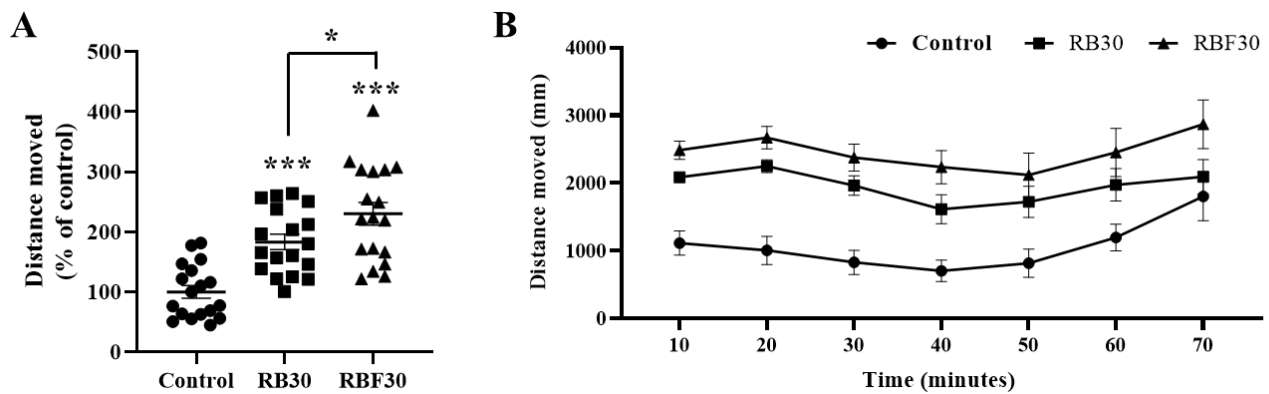 A
Distance moved
(% of control)
500
400
300
200
100
0
*
***
***
Control RB30 RBF30
B
Control RB30 RBF30
Distance moved (mm)
4000
3000
2000
1000
0
10 20 30 40 50 60 70
Time (minutes)